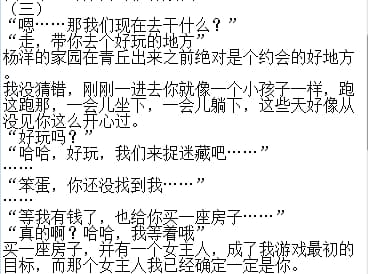 （三）
“嗯……那我们现在去干什么？”
“走，带你去个好玩的地方”
杨洋的家园在青丘出来之前绝对是个约会的好地方
。
我没猜错，刚刚一进去你就像一个小孩子一样，跑
这跑那，一会儿坐下，一会儿躺下，这些天好像从
没见你这么开心过。
“好玩吗？”
“哈哈，好玩，我们来捉迷藏吧……”
……
“笨蛋，你还没找到我……”
……
“等我有钱了，也给你买一座房子……”
“真的啊？哈哈，我等着哦”
买一座房子，并有一个女王人，成了我游戏最初的
目标，而那个女王人我已经确定一定是你。